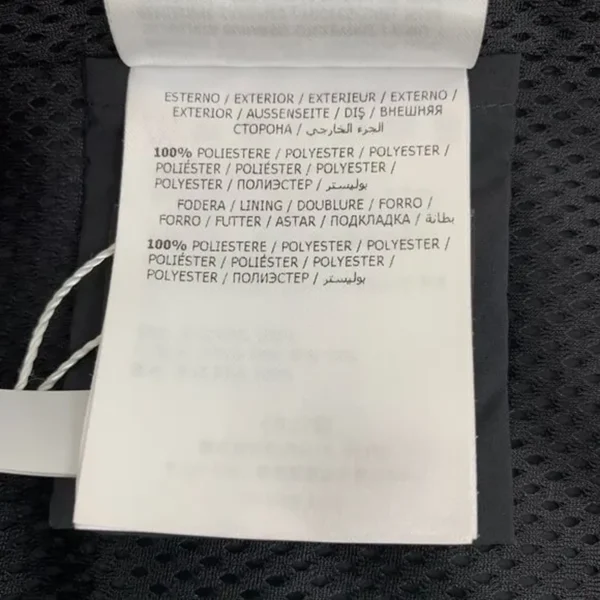 ESTERNO / EXTERIOR / EXTERIEUR / EXTERNO /
EXTERIOR / AUSSENSEITE / DIŞ / ВНЕШНЯЯ
СТОРОНА / الجزء الخارجي
100% POLIESTERE / POLYESTER / POLYESTER /
POLIÉSTER / POLIÉSTER / POLYESTER /
POLYESTER / ПОЛИЭСТЕР / بوليستر
FODERA / LINING / DOUBLURE / FORRO /
FORRO / FUTTER / ASTAR / ПОДКЛАДКА / بطانة
100% POLIESTERE / POLYESTER / POLYESTER /
POLIÉSTER / POLIÉSTER / POLYESTER /
POLYESTER / ПОЛИЭСТЕР / بوليستر